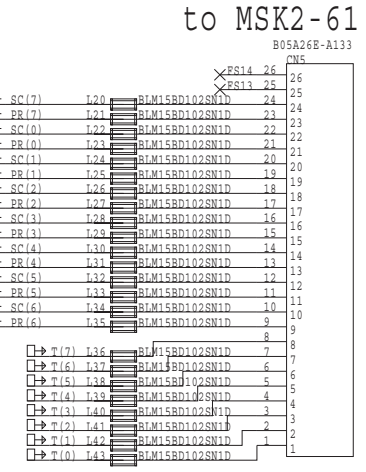 to MSK2-61
B05A26E-A133
CN5
FS14 26 26
FS13 25 25
SC(7) L20 BLM15BD102SN1D 24 24
PR(7) L21 BLM15BD102SN1D 23 23
SC(0) L22 BLM15BD102SN1D 22 22
PR(0) L23 BLM15BD102SN1D 21 21
SC(1) L24 BLM15BD102SN1D 20 20
PR(1) L25 BLM15BD102SN1D 19 19
SC(2) L26 BLM15BD102SN1D 18 18
PR(2) L27 BLM15BD102SN1D 17 17
SC(3) L28 BLM15BD102SN1D 16 16
PR(3) L29 BLM15BD102SN1D 15 15
SC(4) L30 BLM15BD102SN1D 14 14
PR(4) L31 BLM15BD102SN1D 13 13
SC(5) L32 BLM15BD102SN1D 12 12
PR(5) L33 BLM15BD102SN1D 11 11
SC(6) L34 BLM15BD102SN1D 10 10
PR(6) L35 BLM15BD102SN1D 9 9
8 8
T(7) L36 BLM15BD102SN1D 7 7
T(6) L37 BLM15BD102SN1D 6 6
T(5) L38 BLM15BD102SN1D 5 5
T(4) L39 BLM15BD102SN1D 4 4
T(3) L40 BLM15BD102SN1D 3 3
T(2) L41 BLM15BD102SN1D 2 2
T(1) L42 BLM15BD102SN1D 1 1
T(0) L43 BLM15BD102SN1D